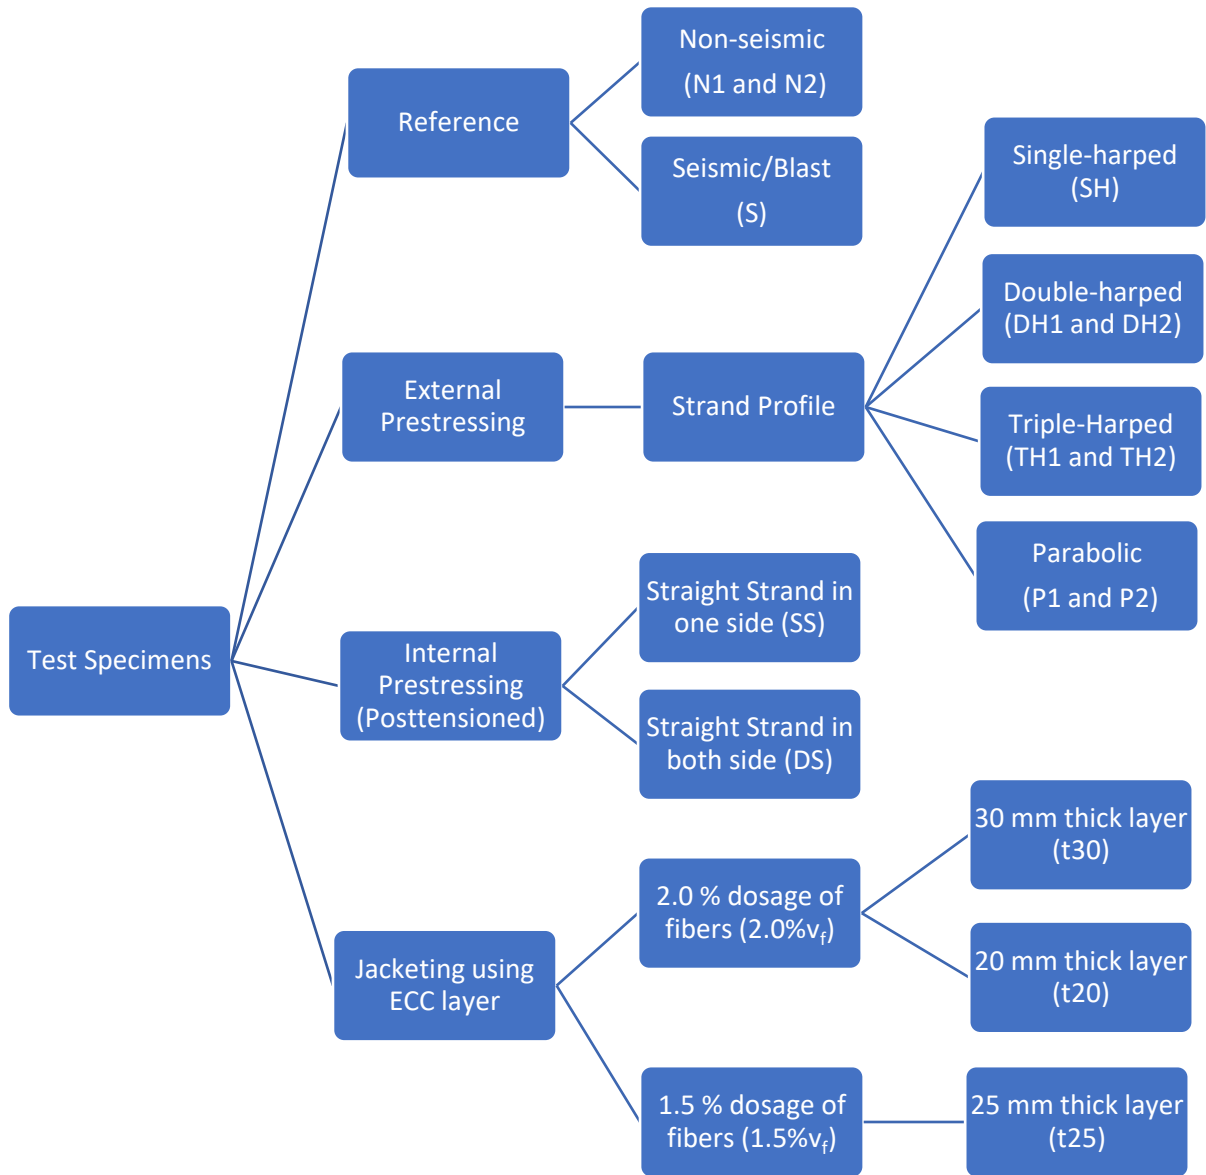 Test Specimens
Reference
Non-seismic
(N1 and N2)
Seismic/Blast
(S)
External
Prestressing
Strand Profile
Single-harped
(SH)
Double-harped
(DH1 and DH2)
Triple-Harped
(TH1 and TH2)
Parabolic
(P1 and P2)
Internal
Prestressing
(Posttensioned)
Straight Strand in
one side (SS)
Straight Strand in
both side (DS)
Jacketing using
ECC layer
2.0 % dosage of
fibers (2.0%vf)
30 mm thick layer
(t30)
20 mm thick layer
(t20)
1.5 % dosage of
fibers (1.5%vf)
25 mm thick layer
(t25)